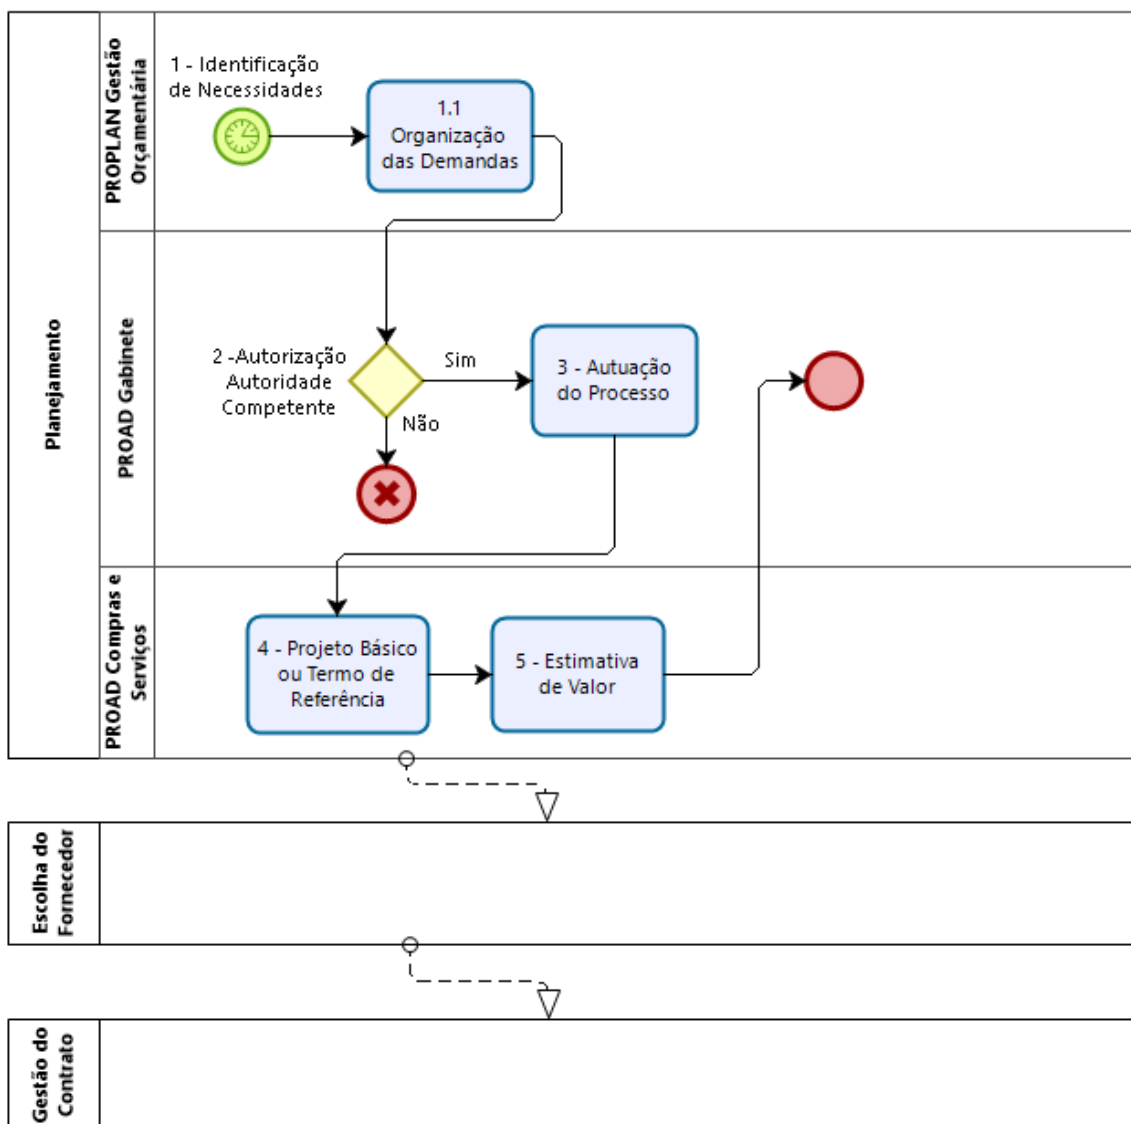 Planejamento
PROPLAN Gestão
Orçamentária
1 - Identificação
de Necessidades
1.1
Organização
das Demandas
PROAD Gabinete
2 -Autorização
Autoridade
Competente
Sim
Não
3 - Autuação
do Processo
PROAD Compras e
Serviços
4 - Projeto Básico
ou Termo de
Referência
5 - Estimativa
de Valor
Escolha do
Fornecedor
Gestão do
Contrato